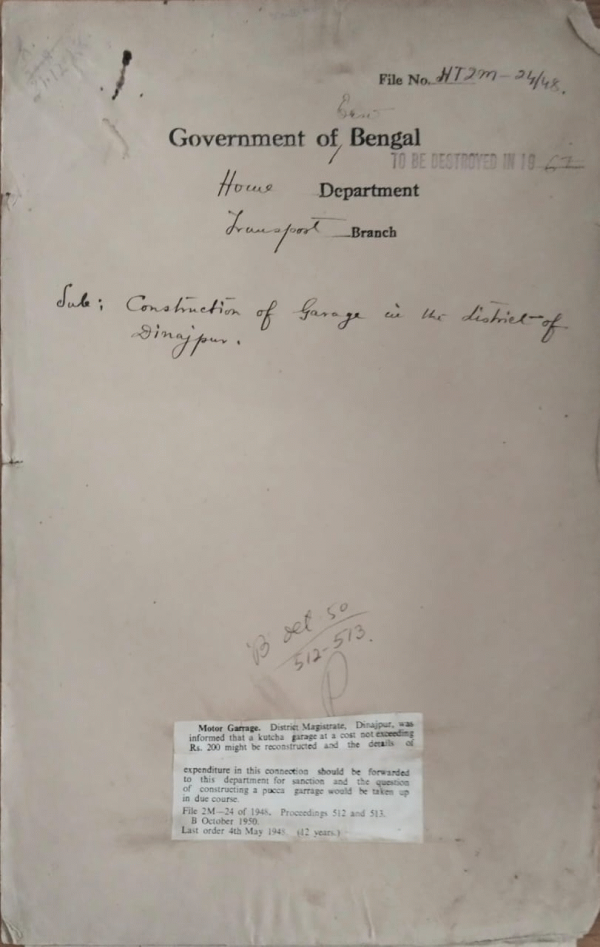 File No. HT2M-24/48.
East
Government of, Bengal
TO BE DESTROYED IN 19 62
Home Department
Transport Branch
Sub: Construction of Garage in the district of
Dinajpur.
B Oct 50
512-513.
Motor Garrage. District Magistrate, Dinajpur, was
informed that a kutcha garage at a cost not exceeding
Rs. 200 might be reconstructed and the details of
expenditure in this connection should be forwarded
to this department for sanction and the question
of constructing a pucca garrage would be taken up
in due course.
File 2M—24 of 1948. Proceedings 512 and 513.
B October 1950.
Last order 4th May 1948 (12 years.)